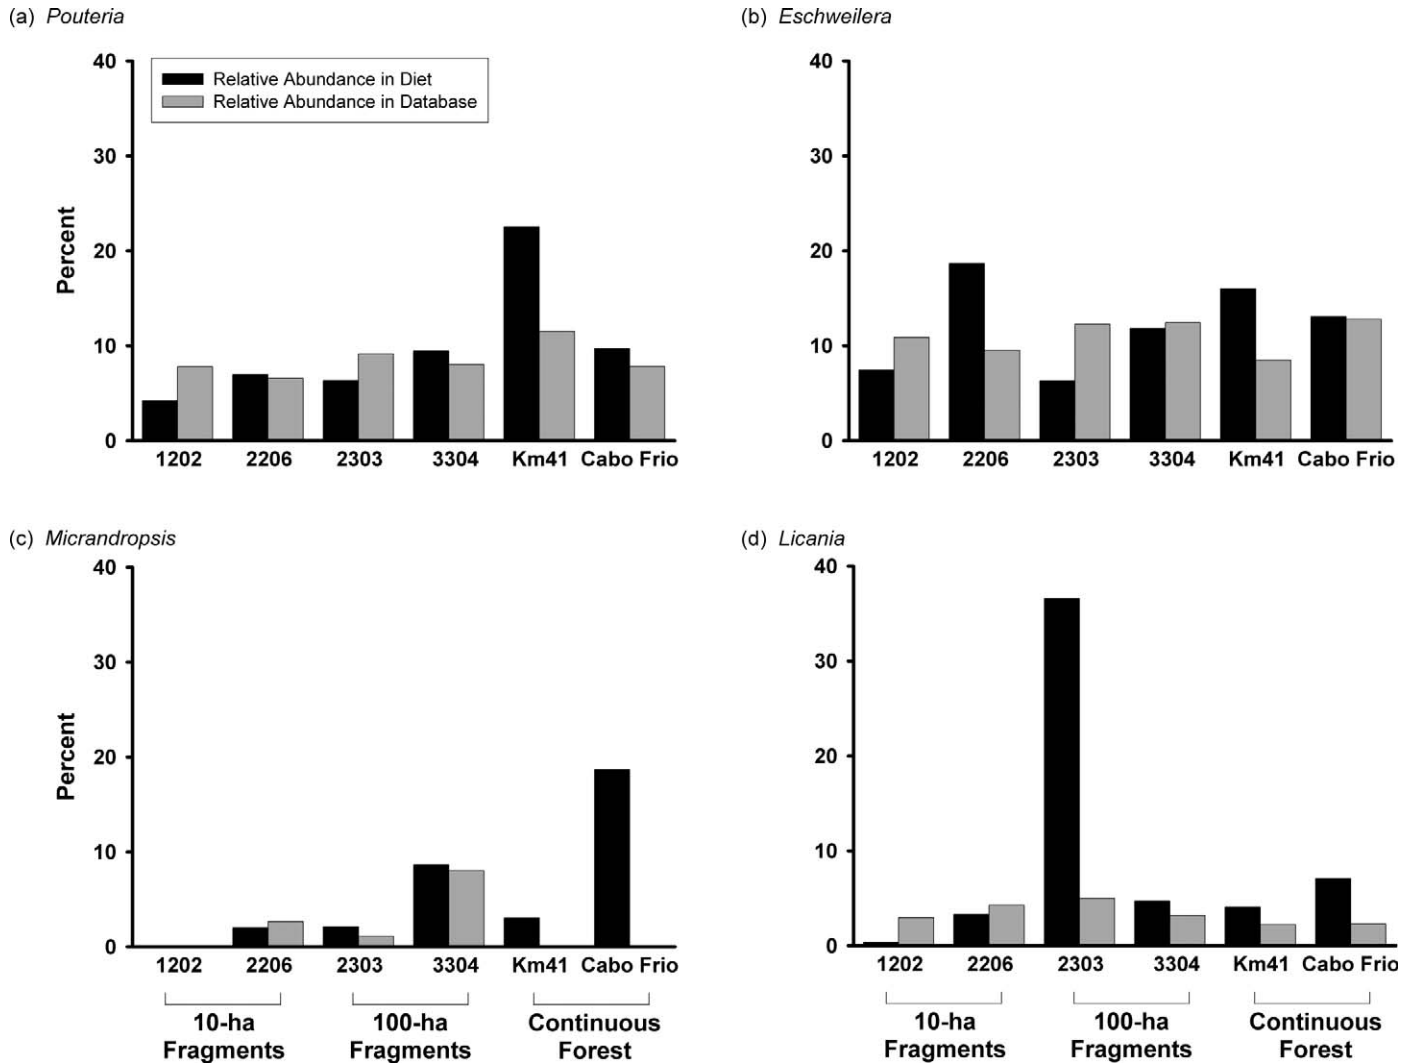 (a) Pouteria
40
30
20
10
0
Percent
Relative Abundance in Diet
Relative Abundance in Database
1202 2206 2303 3304 Km41 Cabo Frio
(b) Eschweilera
40
30
20
10
0
1202 2206 2303 3304 Km41 Cabo Frio
(c) Micrandropsis
40
30
20
10
0
Percent
1202 2206 2303 3304 Km41 Cabo Frio
10-ha 100-ha Continuous
Fragments Fragments Forest
(d) Licania
40
30
20
10
0
1202 2206 2303 3304 Km41 Cabo Frio
10-ha 100-ha Continuous
Fragments Fragments Forest